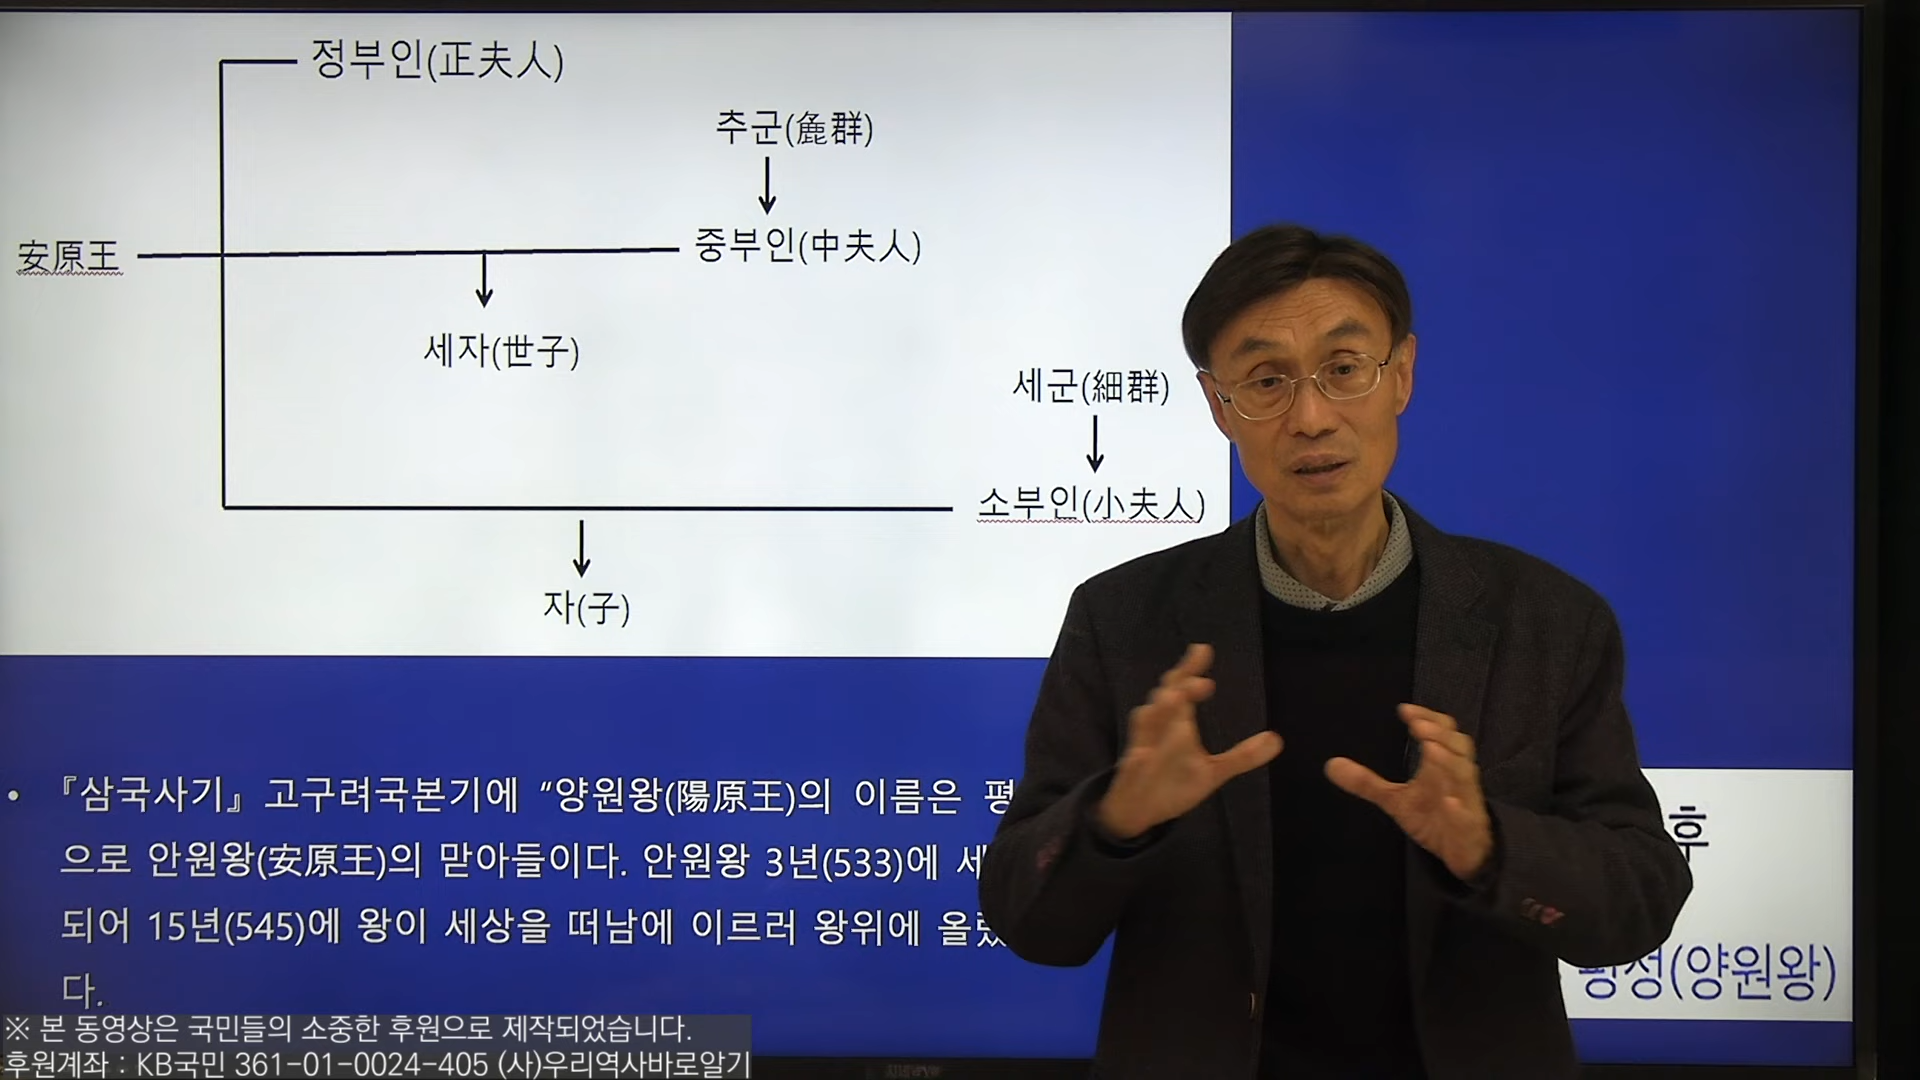 정부인(正夫人)
추군(麁群)
安原王
중부인(中夫人)
세자(世子)
세군(細群)
소부인(小夫人)
자(子)
• 『삼국사기』 고구려국본기에 “양원왕(陽原王)의 이름은
으로 안원왕(安原王)의 맏아들이다. 안원왕 3년(533)에
되어 15년(545)에 왕이 세상을 떠남에 이르러 왕위에
다.
후
평성(양원왕)
※ 본 동영상은 국민들의 소중한 후원으로 제작되었습니다.
후원계좌 : KB국민 361-01-0024-405 (사)우리역사바로알기